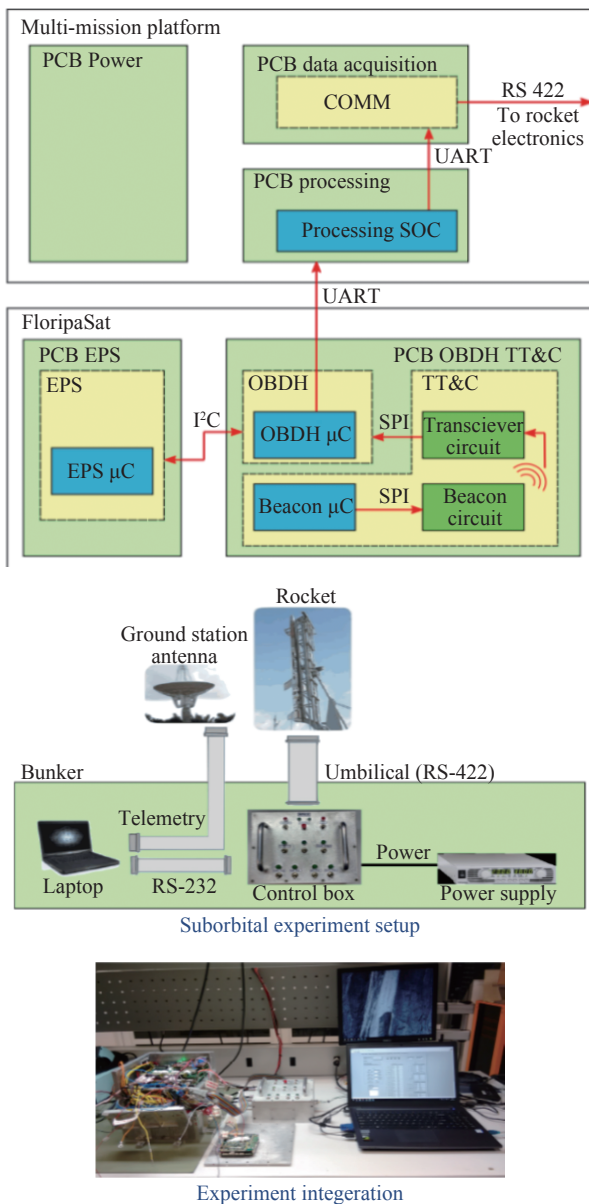 Multi-mission platform
PCB Power
PCB data acquisition
COMM
RS 422
To rocket
electronics
UART
PCB processing
Processing SOC
UART
FloripaSat
PCB EPS
EPS
EPS μC
I²C
PCB OBDH TT&C
OBDH
TT&C
OBDH μC
SPI
Transciever
circuit
Beacon μC
SPI
Beacon
circuit
Rocket
Ground station
antenna
Bunker
Umbilical (RS-422)
Telemetry
Laptop
RS-232
Control box
Power
Power supply
Suborbital experiment setup
Experiment integeration